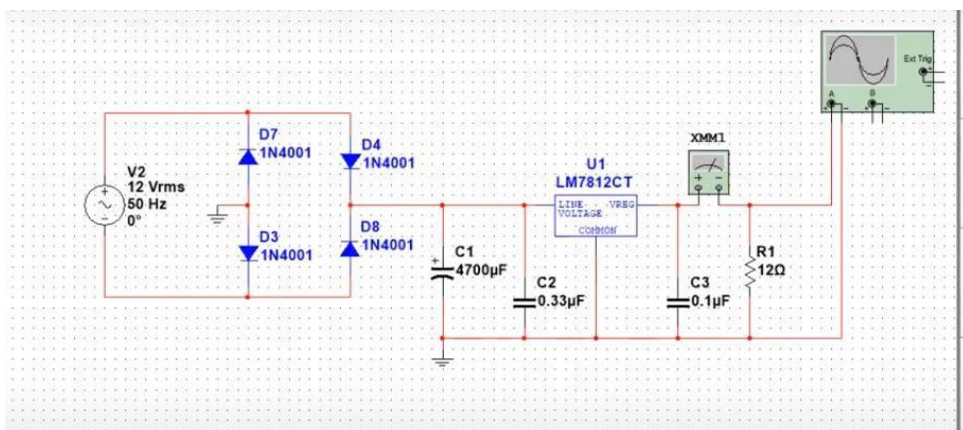 Ext Trig
+
-
A
B
+ - + -
XMM1
+ -
D7
1N4001
D4
1N4001
V2
12 Vrms
50 Hz
0°
+
~
-
U1
LM7812CT
LINE VREG
VOLTAGE
COMMON
D3
1N4001
D8
1N4001
C1
+
4700µF
C2
0.33µF
C3
0.1µF
R1
12Ω